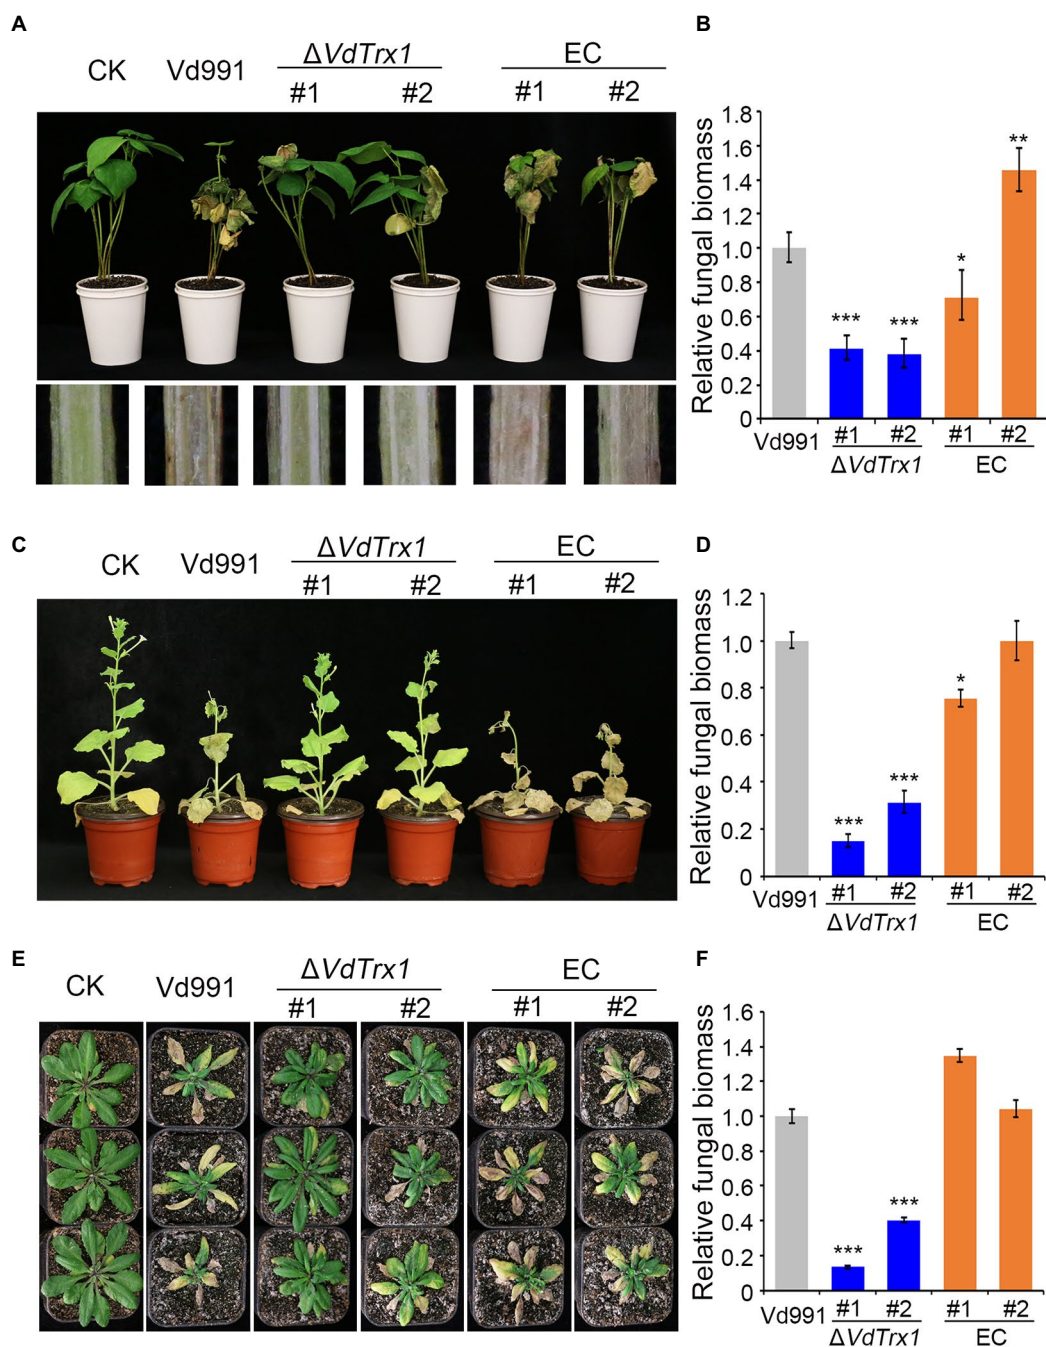 A
CK Vd991 ΔVdTrx1 EC
#1 #2 #1 #2
B
Relative fungal biomass
1.8
1.6
1.4
1.2
1.0
0.8
0.6
0.4
0.2
0
***
***
*
**
Vd991 #1 #2 #1 #2
ΔVdTrx1 EC
C
CK Vd991 ΔVdTrx1 EC
#1 #2 #1 #2
D
Relative fungal biomass
1.2
1.0
0.8
0.6
0.4
0.2
0
***
***
*
Vd991 #1 #2 #1 #2
ΔVdTrx1 EC
E
CK Vd991 ΔVdTrx1 EC
#1 #2 #1 #2
F
Relative fungal biomass
1.6
1.4
1.2
1.0
0.8
0.6
0.4
0.2
0
***
***
Vd991 #1 #2 #1 #2
ΔVdTrx1 EC